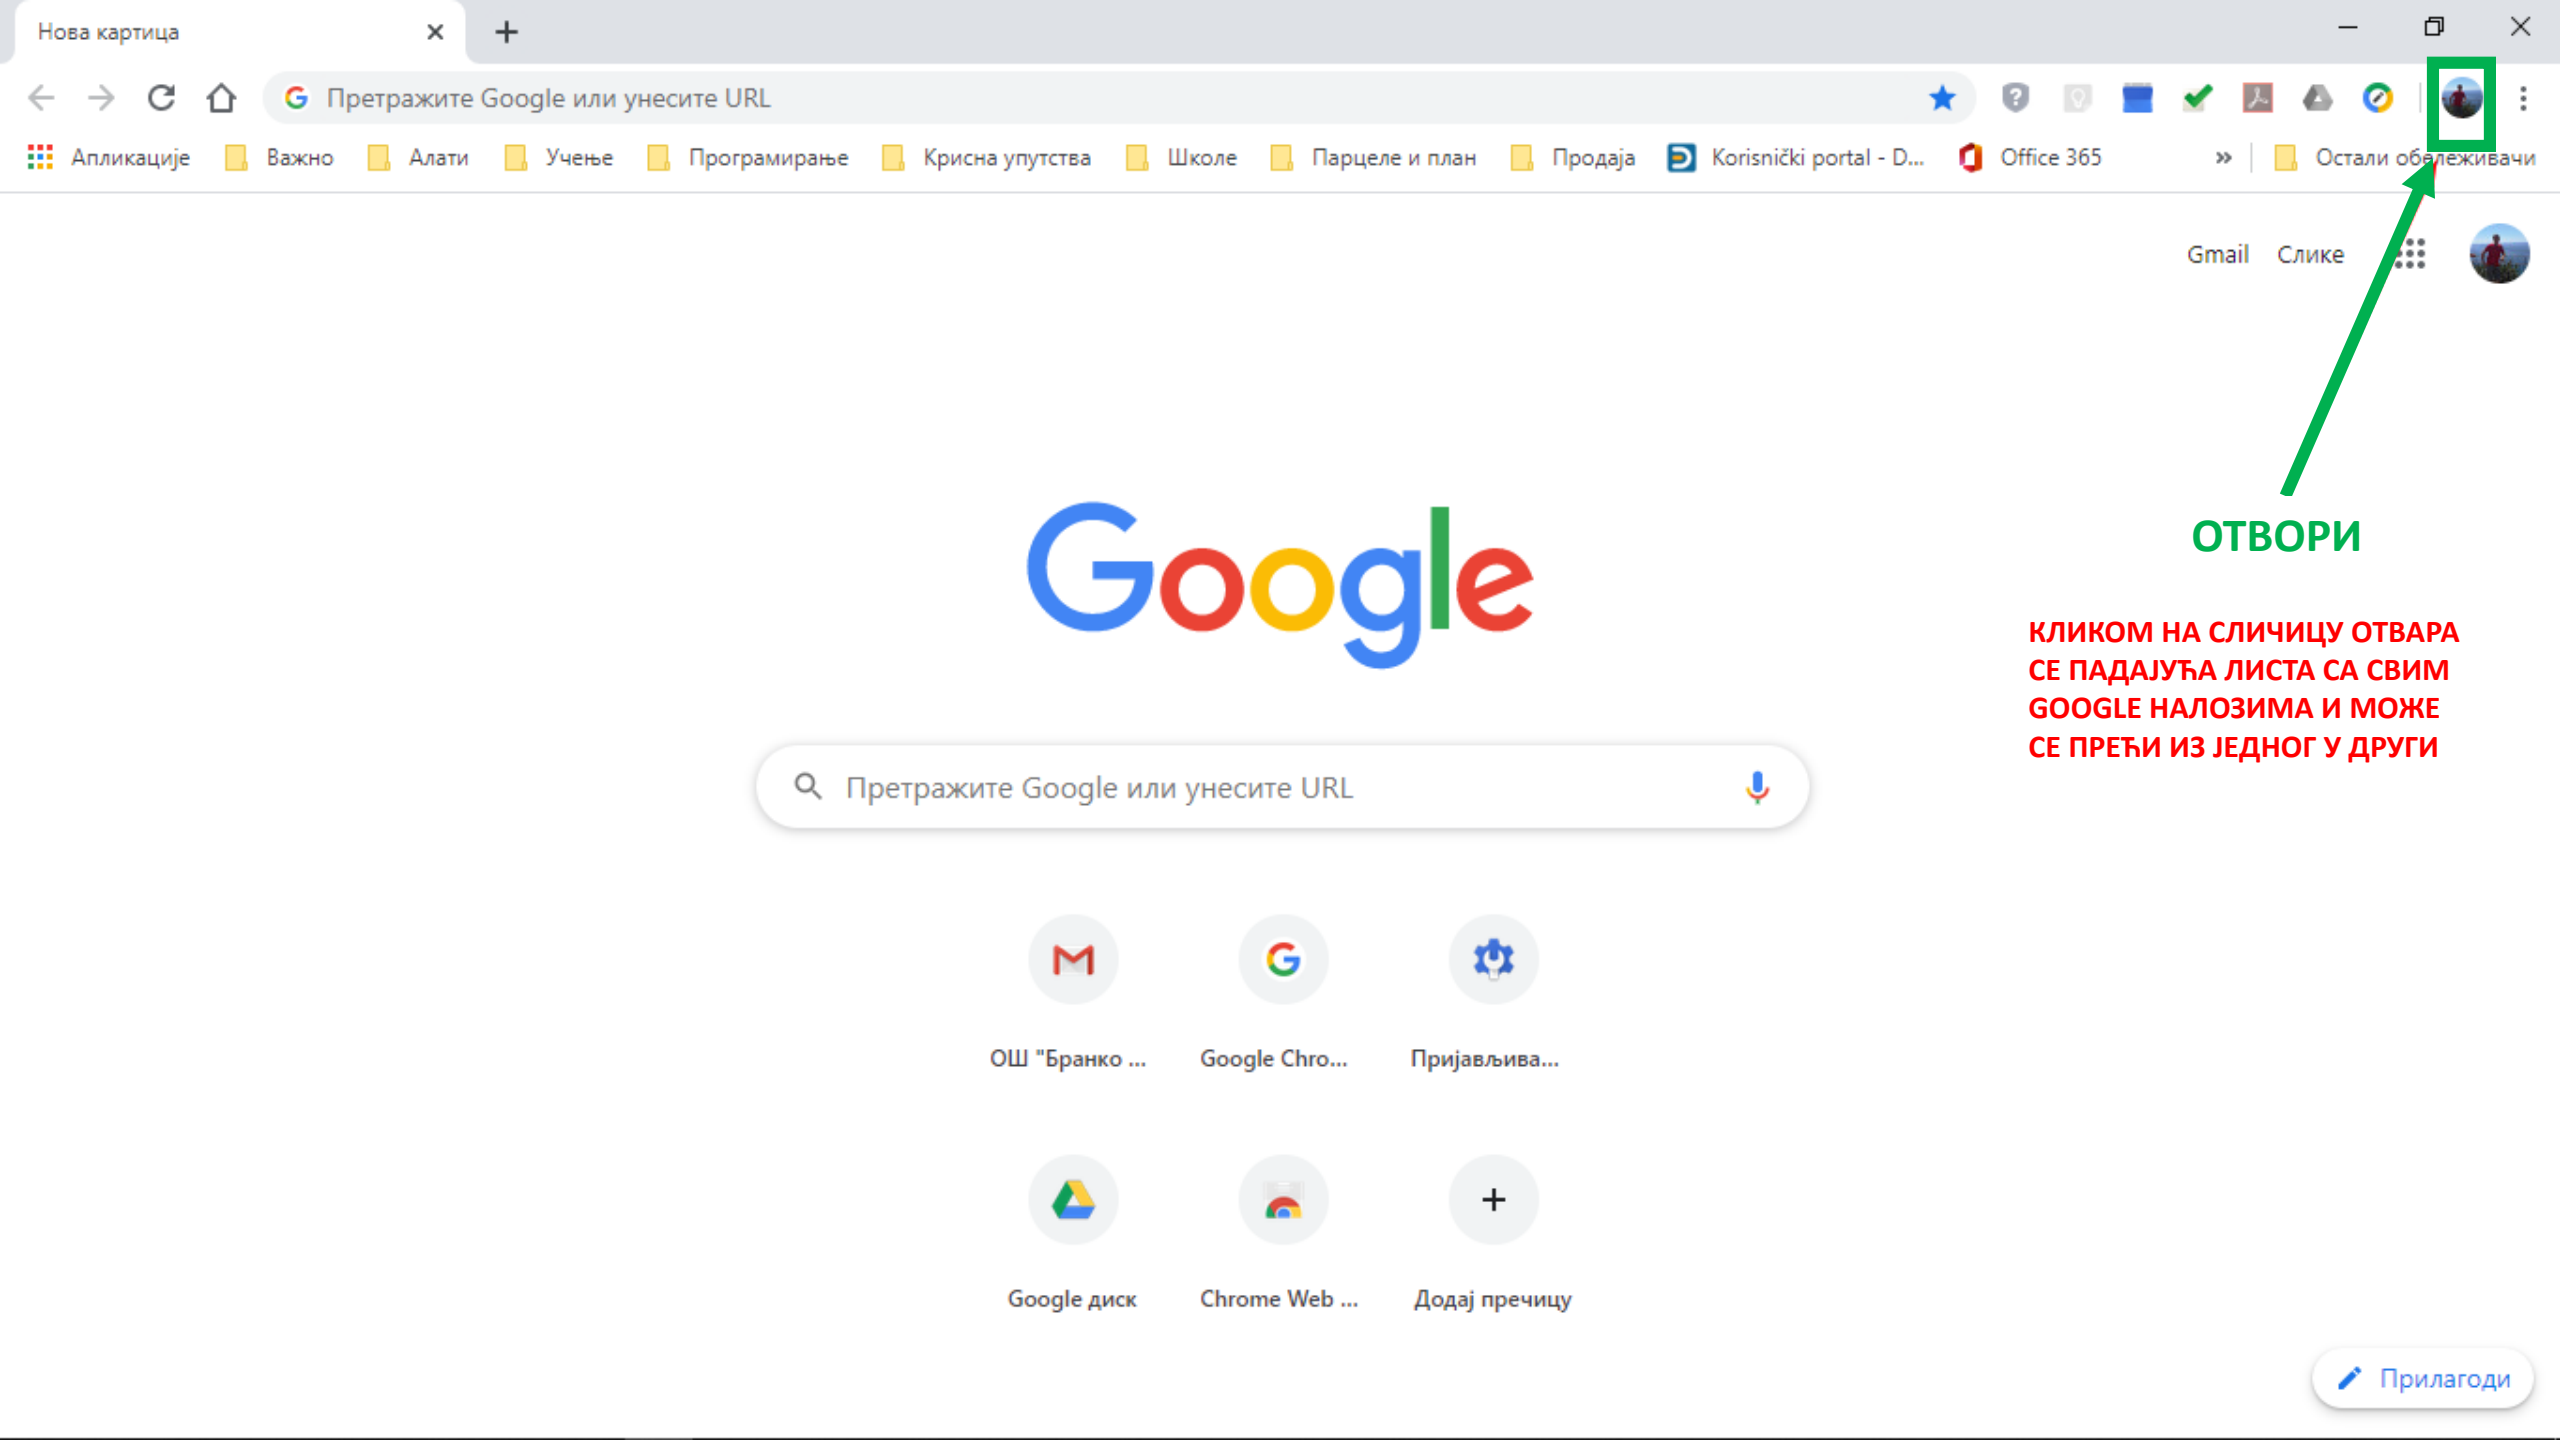 Нова картица
Претражите Google или унесите URL
Апликације Важно Алати Учење Програмирање Крисна упутства Школе Парцеле и план Продаја Korisnički portal - D... Office 365 » Остали обележивачи
Gmail Слике
Google
ОТВОРИ
КЛИКОМ НА СЛИЧИЦУ ОТВАРА
СЕ ПАДАЈУЋА ЛИСТА СА СВИМ
GOOGLE НАЛОЗИМА И МОЖЕ
СЕ ПРЕЋИ ИЗ ЈЕДНОГ У ДРУГИ
Претражите Google или унесите URL
ОШ "Бранко ... Google Chro... Пријављива...
Google диск Chrome Web ... Додај пречицу
Прилагоди